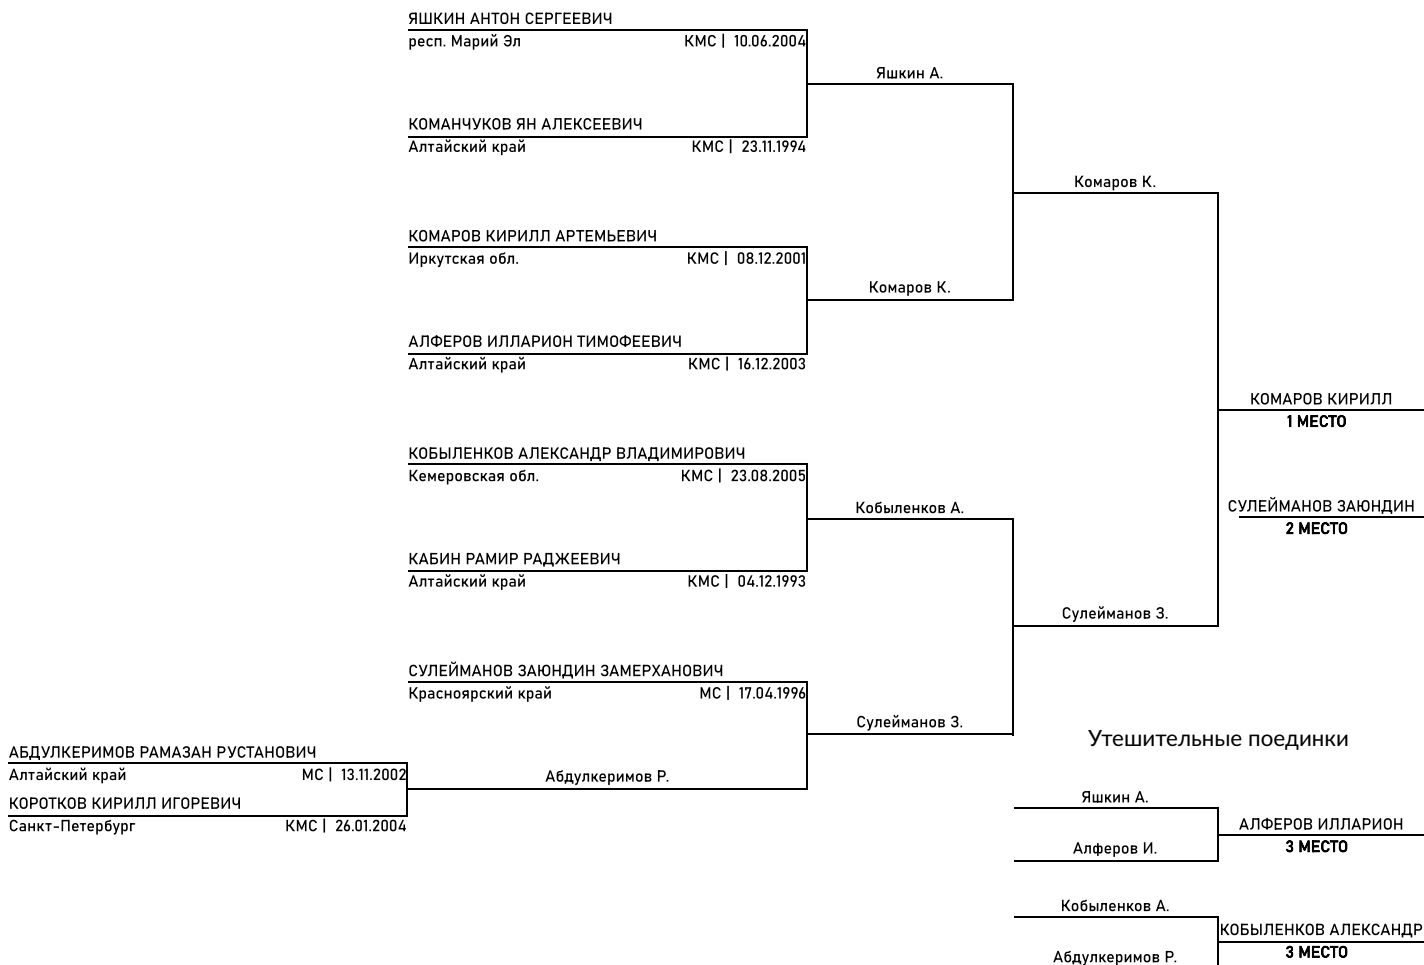 ЯШКИН АНТОН СЕРГЕЕВИЧ
респ. Марий Эл КМС | 10.06.2004
Яшкин А.
КОМАНЧУКОВ ЯН АЛЕКСЕЕВИЧ
Алтайский край КМС | 23.11.1994
Комаров К.
КОМАРОВ КИРИЛЛ АРТЕМЬЕВИЧ
Иркутская обл. КМС | 08.12.2001
Комаров К.
АЛФЕРОВ ИЛЛАРИОН ТИМОФЕЕВИЧ
Алтайский край КМС | 16.12.2003
КОМАРОВ КИРИЛЛ
1 МЕСТО
КОБЫЛЕНКОВ АЛЕКСАНДР ВЛАДИМИРОВИЧ
Кемеровская обл. КМС | 23.08.2005
Кобыленков А.
СУЛЕЙМАНОВ ЗАЮНДИН
2 МЕСТО
КАБИН РАМИР РАДЖЕЕВИЧ
Алтайский край КМС | 04.12.1993
Сулейманов З.
СУЛЕЙМАНОВ ЗАЮНДИН ЗАМЕРХАНОВИЧ
Красноярский край МС | 17.04.1996
Сулейманов З.
Утешительные поединки
АБДУЛКЕРИМОВ РАМАЗАН РУСТАНОВИЧ
Алтайский край МС | 13.11.2002
Абдулкеримов Р.
КОРОТКОВ КИРИЛЛ ИГОРЕВИЧ
Санкт-Петербург КМС | 26.01.2004
Яшкин А.
АЛФЕРОВ ИЛЛАРИОН
3 МЕСТО
Алферов И.
Кобыленков А.
КОБЫЛЕНКОВ АЛЕКСАНДР
3 МЕСТО
Абдулкеримов Р.